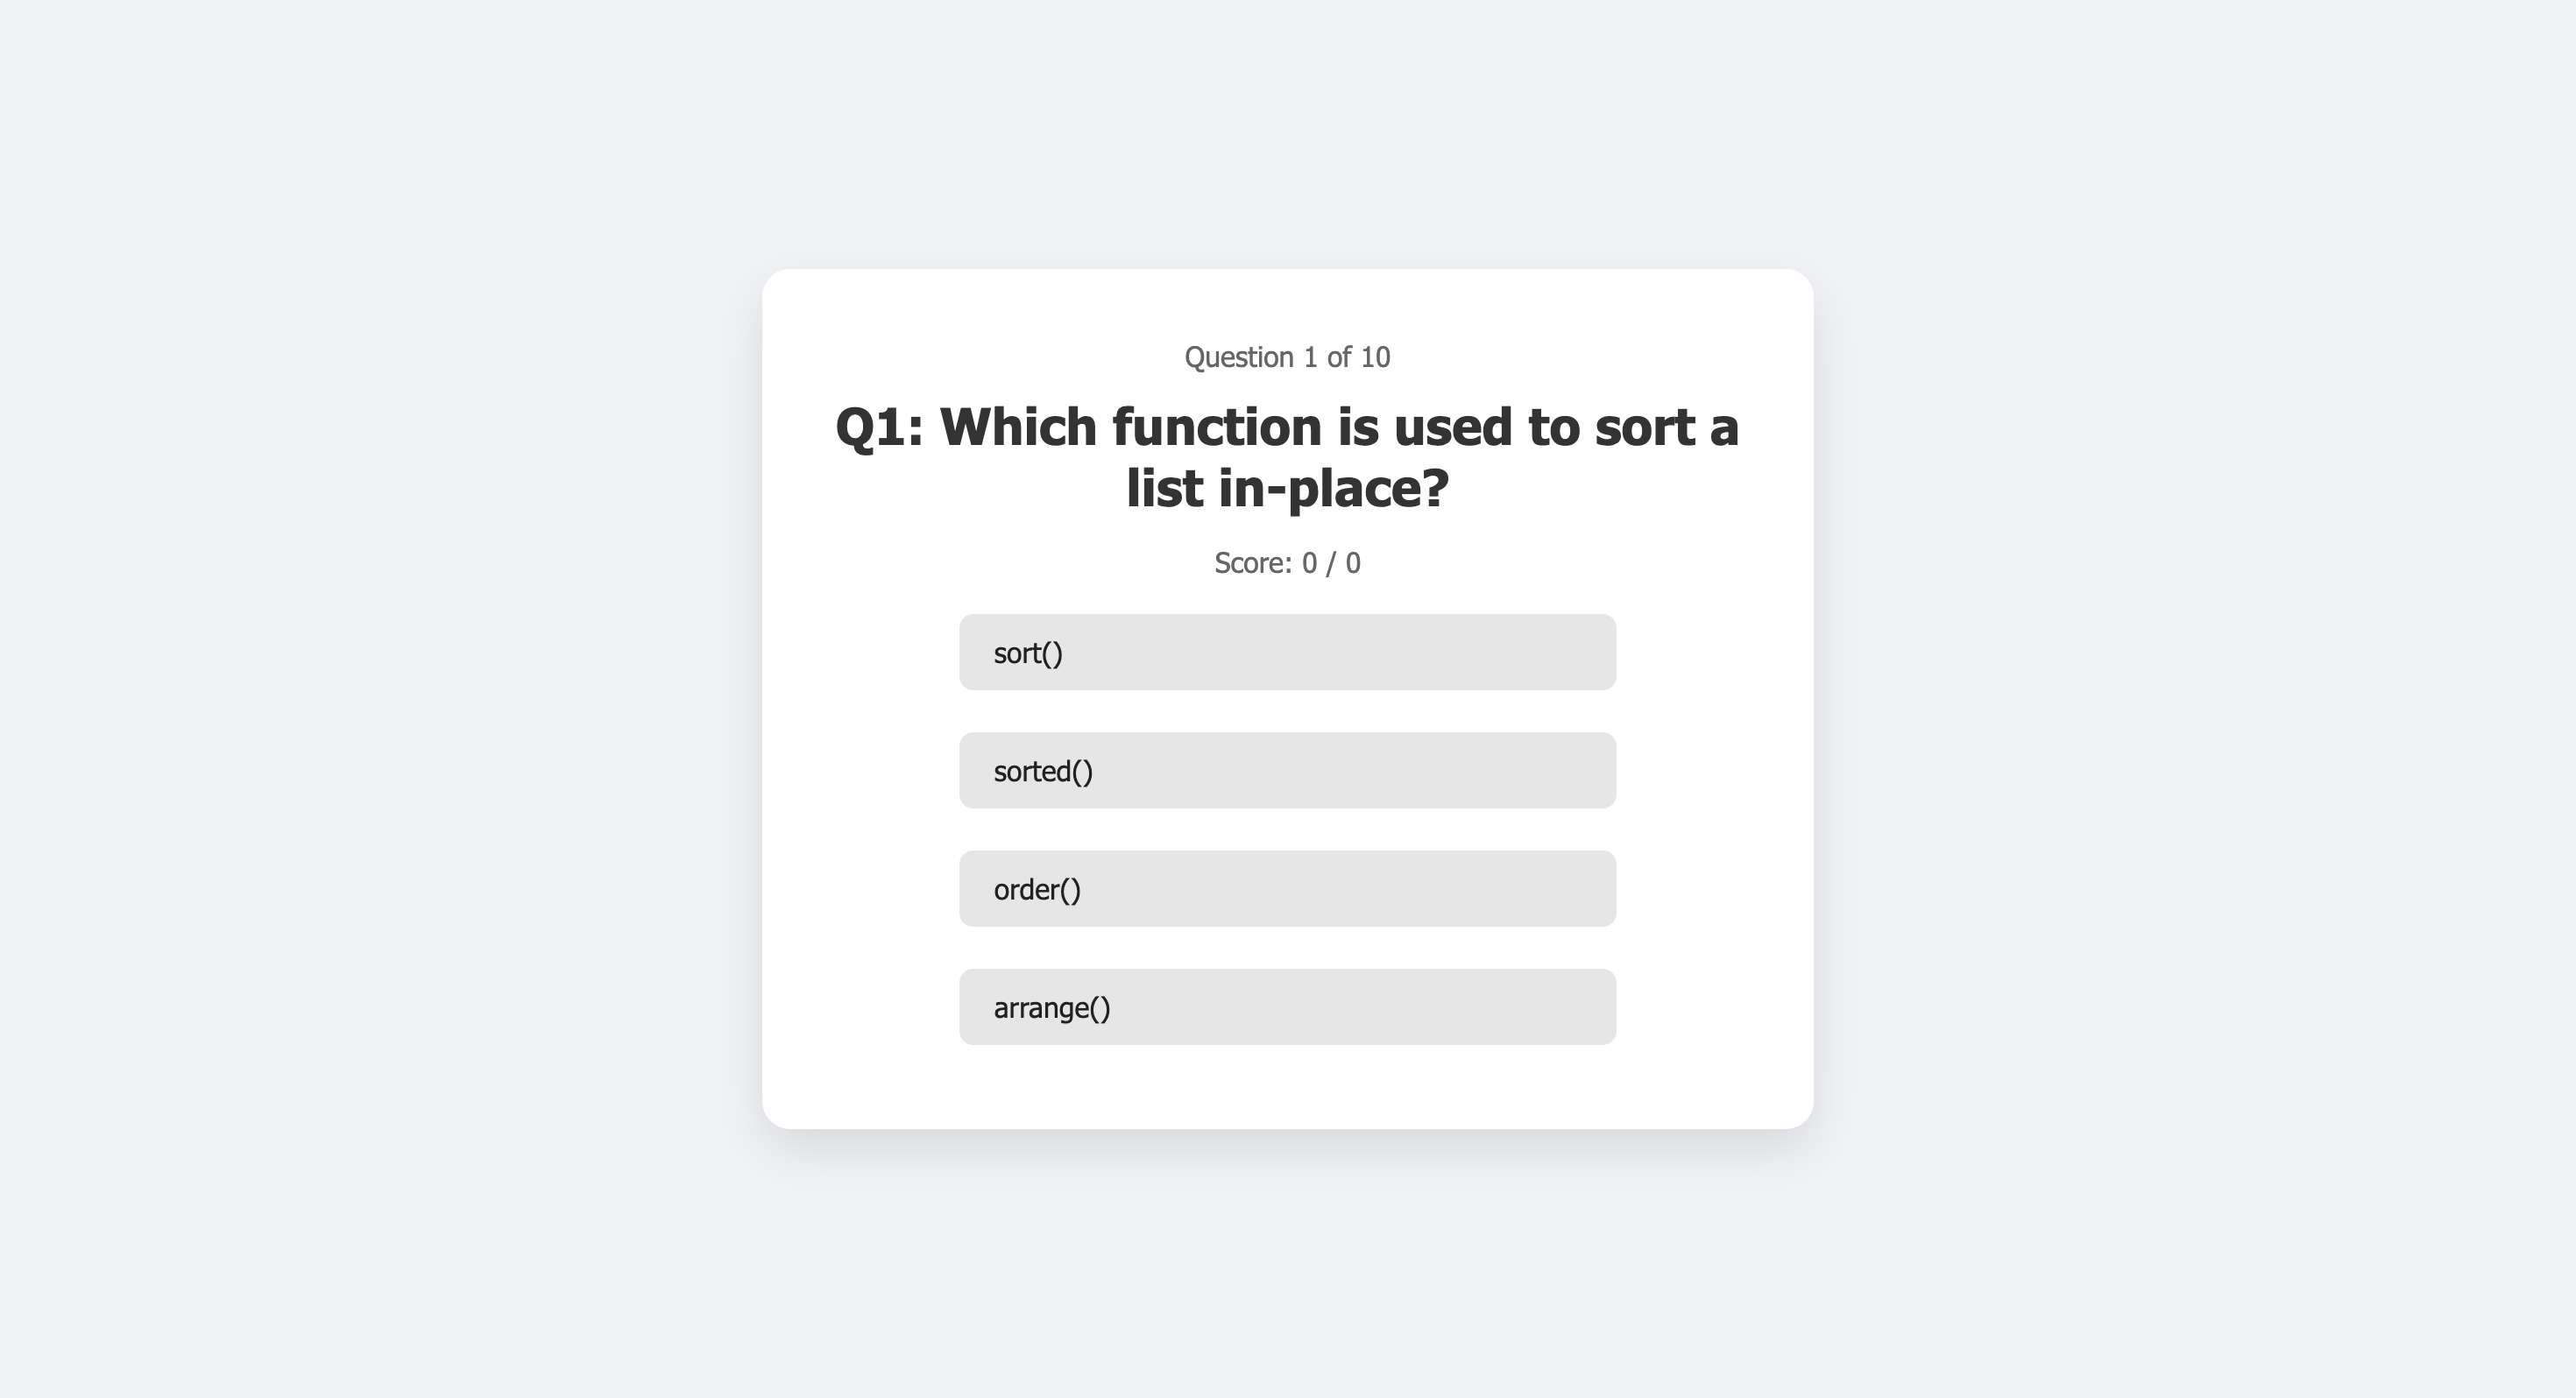 Question 1 of 10
Q1: Which function is used to sort a
list in-place?
Score: 0 / 0
sort()
sorted()
order()
arrange()